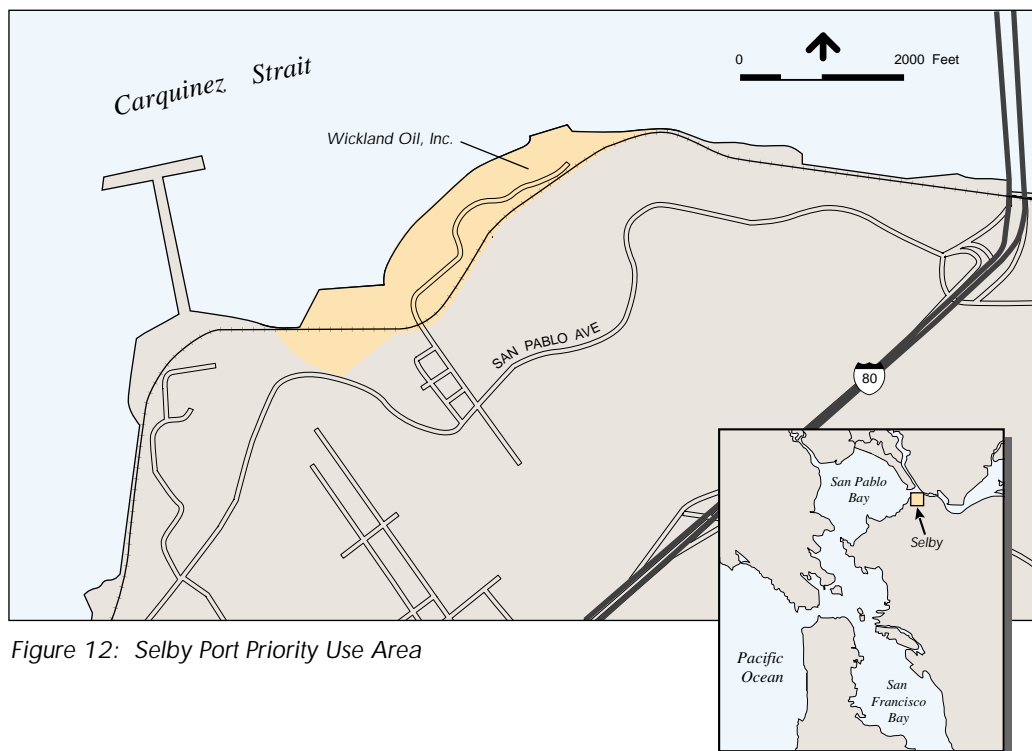 Carquinez Strait
0 2000 Feet
Wickland Oil, Inc.
SAN PABLO AVE
80
San Pablo
Bay
Selby
Pacific
Ocean
San
Francisco
Bay
Figure 12: Selby Port Priority Use Area